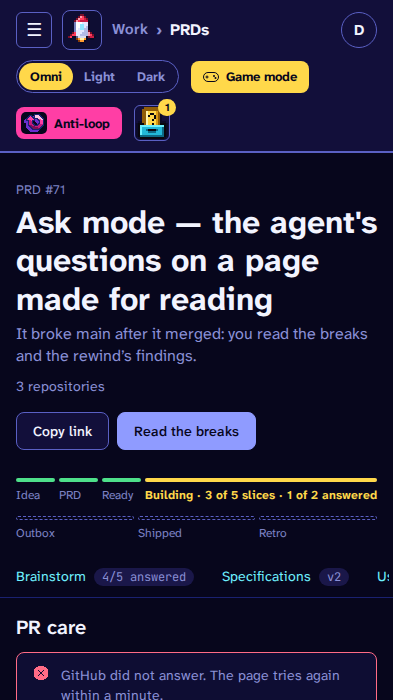 ☰ Work › PRDs D
Omni Light Dark Game mode
Anti-loop 1
PRD #71
Ask mode — the agent's
questions on a page
made for reading
It broke main after it merged: you read the breaks
and the rewind's findings.
3 repositories
Copy link Read the breaks
Idea PRD Ready Building · 3 of 5 slices · 1 of 2 answered
Outbox Shipped Retro
Brainstorm 4/5 answered Specifications v2
PR care
GitHub did not answer. The page tries again
within a minute.